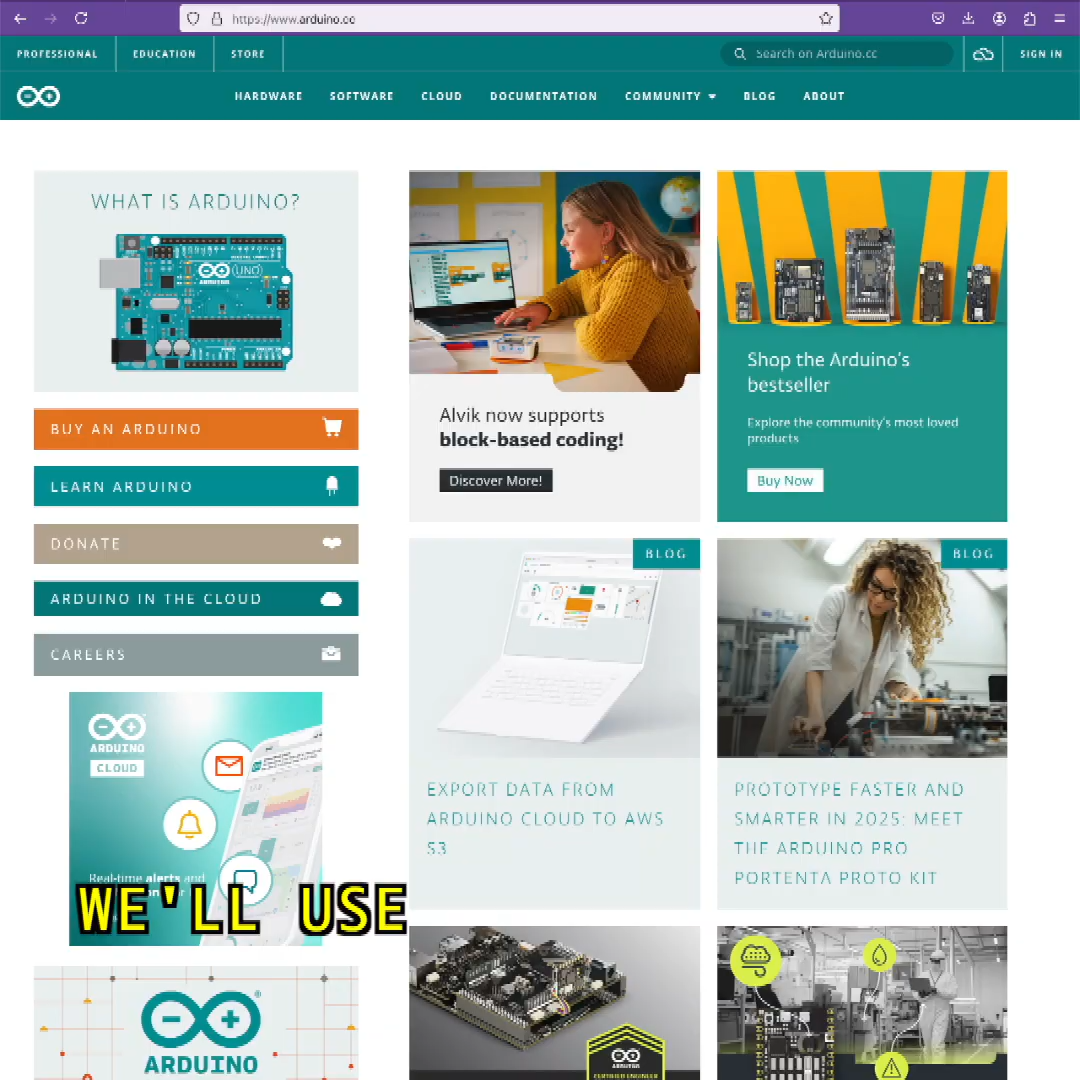 https://www.arduino.cc
PROFESSIONAL
EDUCATION
STORE
Search on Arduino.cc
SIGN IN
HARDWARE
SOFTWARE
CLOUD
DOCUMENTATION
COMMUNITY
BLOG
ABOUT
WHAT IS ARDUINO?
UNO
ARDUINO
BUY AN ARDUINO
LEARN ARDUINO
DONATE
ARDUINO IN THE CLOUD
CAREERS
ARDUINO
CLOUD
Real-time alerts and
WE'LL USE
ARDUINO
Alvik now supports
block-based coding!
Discover More!
Shop the Arduino's
bestseller
Explore the community's most loved
products
Buy Now
BLOG
EXPORT DATA FROM
ARDUINO CLOUD TO AWS
S3
BLOG
PROTOTYPE FASTER AND
SMARTER IN 2025: MEET
THE ARDUINO PRO
PORTENTA PROTO KIT